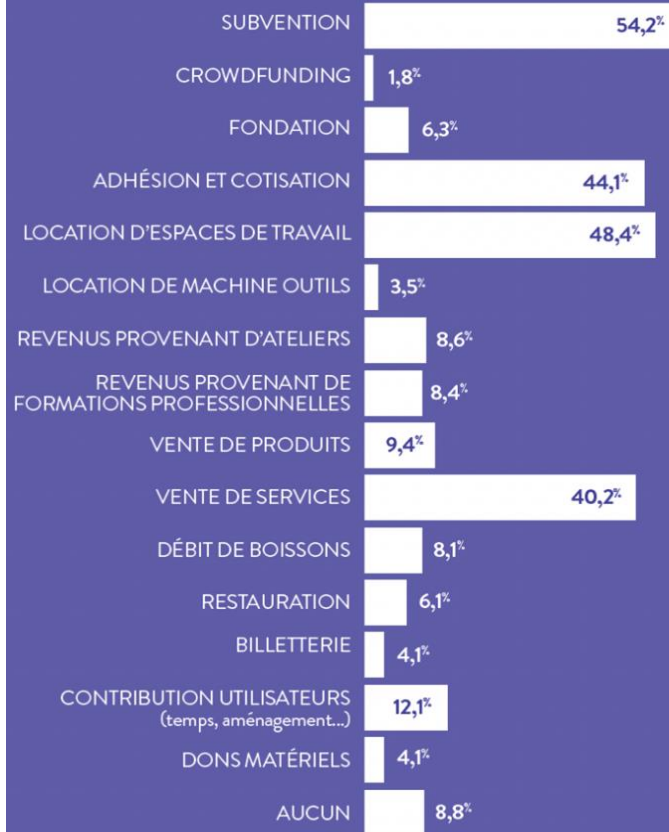 SUBVENTION 54,2%
CROWDFUNDING 1,8%
FONDATION 6,3%
ADHÉSION ET COTISATION 44,1%
LOCATION D'ESPACES DE TRAVAIL 48,4%
LOCATION DE MACHINE OUTILS 3,5%
REVENUS PROVENANT D'ATELIERS 8,6%
REVENUS PROVENANT DE
FORMATIONS PROFESSIONNELLES 8,4%
VENTE DE PRODUITS 9,4%
VENTE DE SERVICES 40,2%
DÉBIT DE BOISSONS 8,1%
RESTAURATION 6,1%
BILLETTERIE 4,1%
CONTRIBUTION UTILISATEURS 12,1%
(temps, aménagement...)
DONS MATÉRIELS 4,1%
AUCUN 8,8%